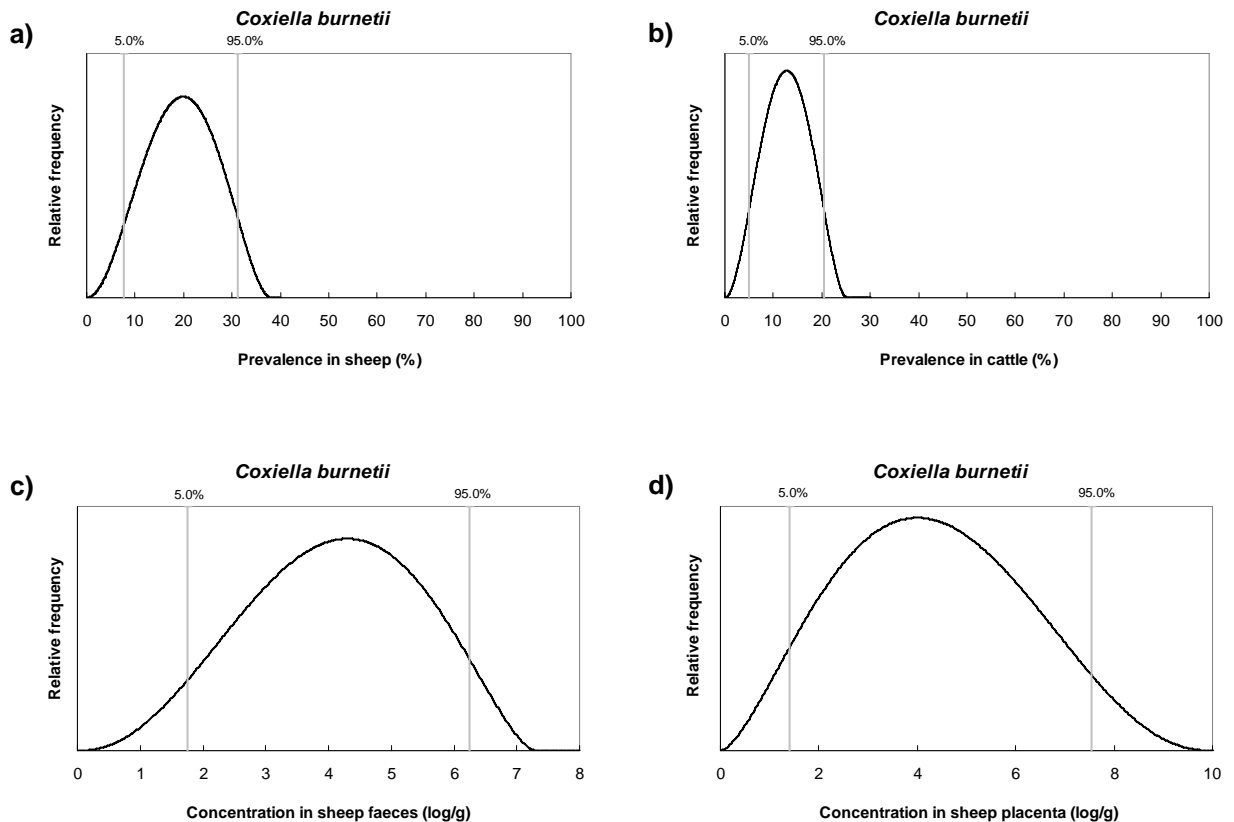 Coxiella burnetii
a)
5.0% 95.0%
Relative frequency
0 10 20 30 40 50 60 70 80 90 100
Prevalence in sheep (%)
Coxiella burnetii
b)
5.0% 95.0%
Relative frequency
0 10 20 30 40 50 60 70 80 90 100
Prevalence in cattle (%)
Coxiella burnetii
c)
5.0% 95.0%
Relative frequency
0 1 2 3 4 5 6 7 8
Concentration in sheep faeces (log/g)
Coxiella burnetii
d)
5.0% 95.0%
Relative frequency
0 2 4 6 8 10
Concentration in sheep placenta (log/g)